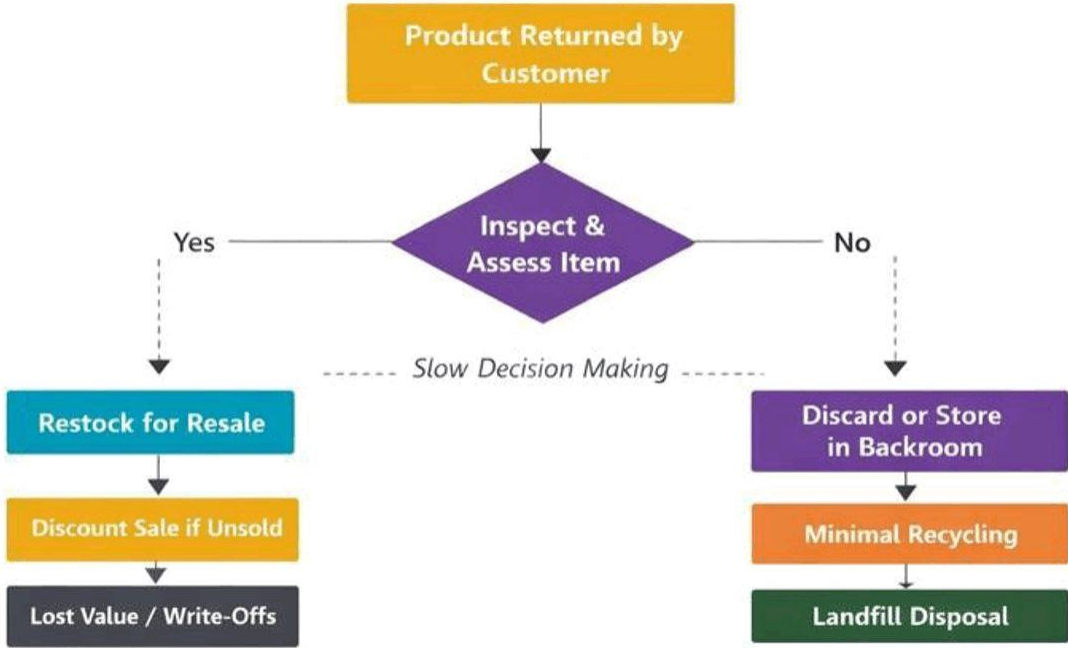 Product Returned by
Customer
Inspect &
Assess Item
Yes
No
Slow Decision Making
Restock for Resale
Discard or Store
in Backroom
Discount Sale if Unsold
Minimal Recycling
Lost Value / Write-Offs
Landfill Disposal